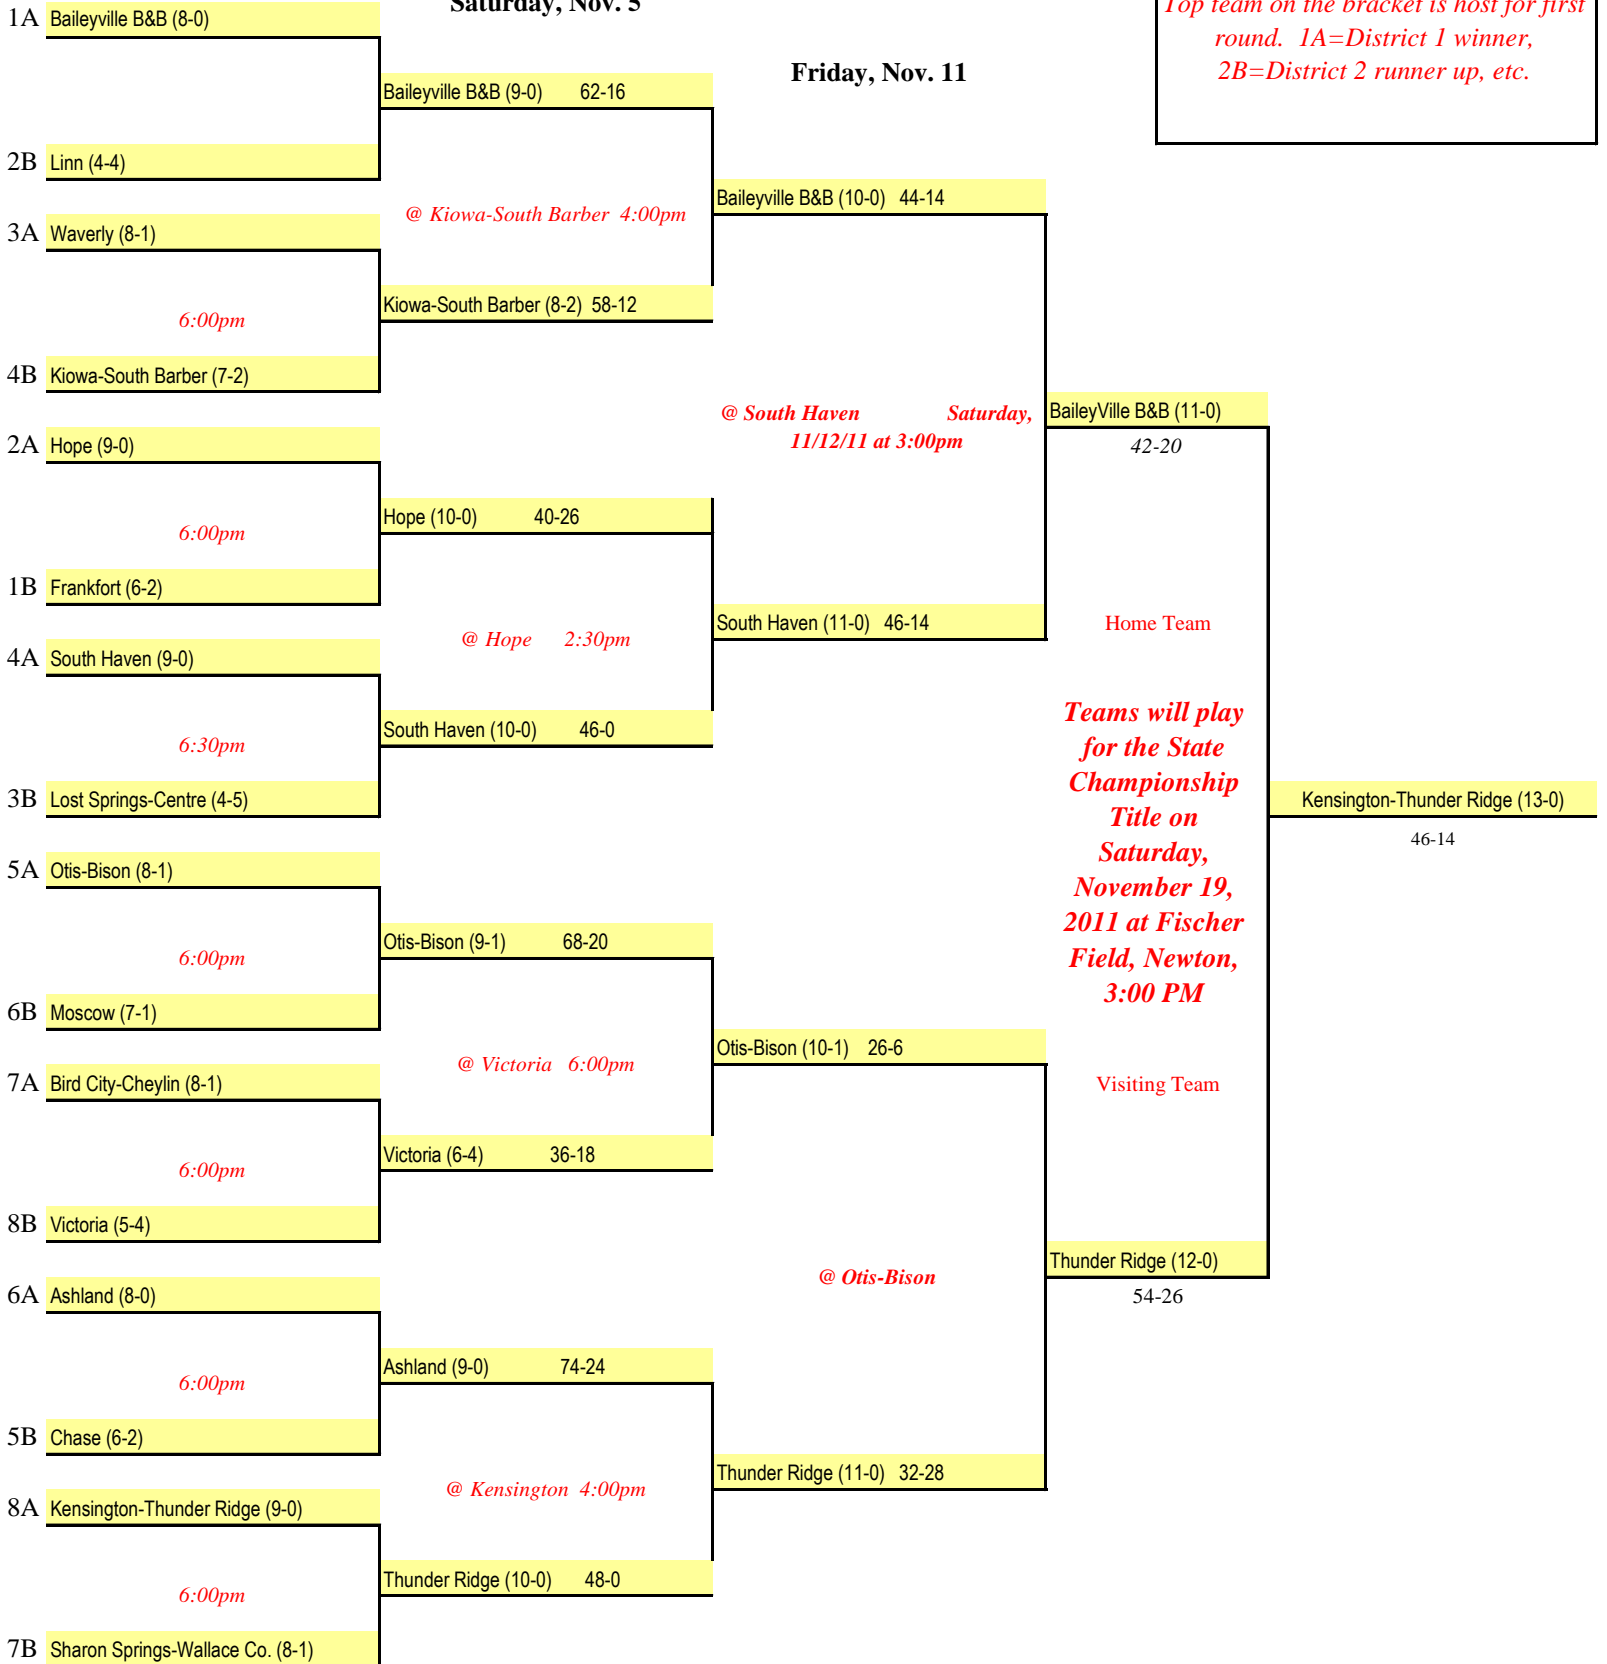 Saturday, Nov. 5
Top team on the bracket is host for first
round. 1A=District 1 winner,
2B=District 2 runner up, etc.
Friday, Nov. 11
1A Baileyville B&B (8-0)
Baileyville B&B (9-0) 62-16
2B Linn (4-4)
Baileyville B&B (10-0) 44-14
@ Kiowa-South Barber 4:00pm
3A Waverly (8-1)
Kiowa-South Barber (8-2) 58-12
6:00pm
4B Kiowa-South Barber (7-2)
@ South Haven Saturday,
11/12/11 at 3:00pm
BaileyVille B&B (11-0)
42-20
2A Hope (9-0)
Hope (10-0) 40-26
6:00pm
1B Frankfort (6-2)
South Haven (11-0) 46-14
Home Team
@ Hope 2:30pm
4A South Haven (9-0)
South Haven (10-0) 46-0
6:30pm
3B Lost Springs-Centre (4-5)
Teams will play
for the State
Championship
Title on
Saturday,
November 19,
2011 at Fischer
Field, Newton,
3:00 PM
Kensington-Thunder Ridge (13-0)
46-14
5A Otis-Bison (8-1)
Otis-Bison (9-1) 68-20
6:00pm
6B Moscow (7-1)
Otis-Bison (10-1) 26-6
@ Victoria 6:00pm
7A Bird City-Cheylin (8-1)
Visiting Team
Victoria (6-4) 36-18
6:00pm
8B Victoria (5-4)
Thunder Ridge (12-0)
@ Otis-Bison
54-26
6A Ashland (8-0)
Ashland (9-0) 74-24
6:00pm
5B Chase (6-2)
Thunder Ridge (11-0) 32-28
@ Kensington 4:00pm
8A Kensington-Thunder Ridge (9-0)
Thunder Ridge (10-0) 48-0
6:00pm
7B Sharon Springs-Wallace Co. (8-1)